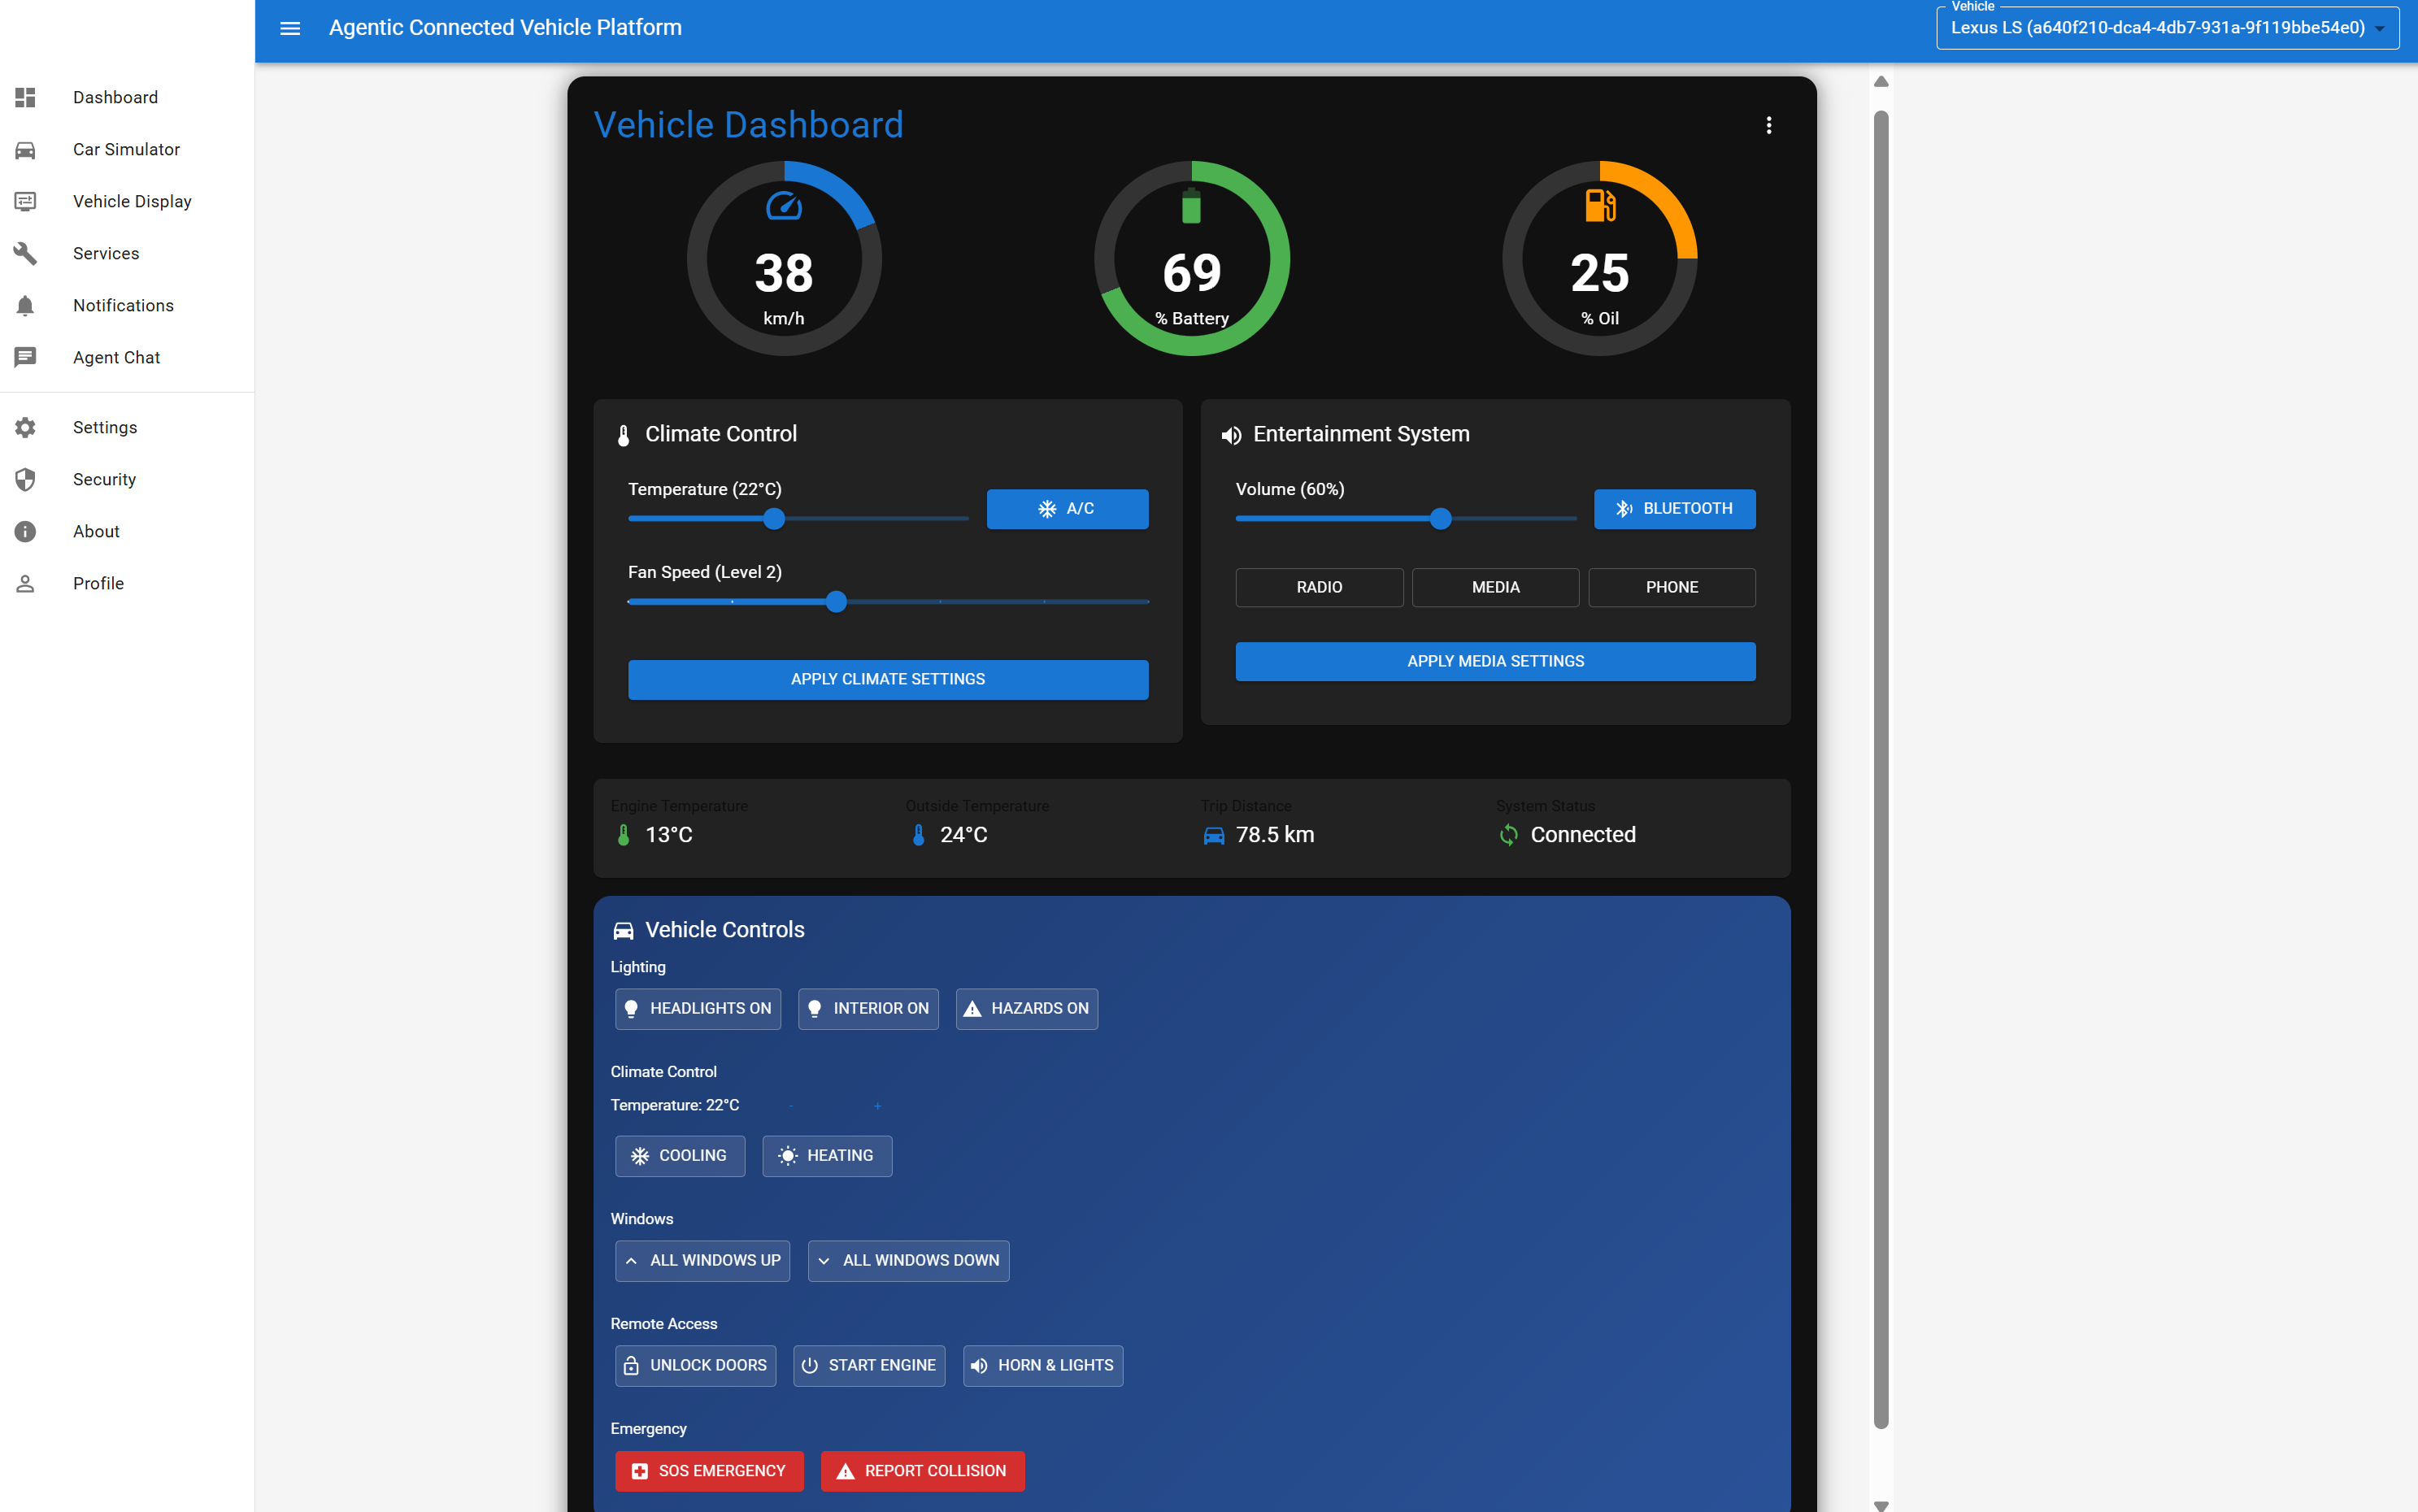 Agentic Connected Vehicle Platform
Vehicle
Lexus LS (a640f210-dca4-4db7-931a-9f119bbe54e0)
Dashboard
Car Simulator
Vehicle Display
Services
Notifications
Agent Chat
Settings
Security
About
Profile
Vehicle Dashboard
38
km/h
69
% Battery
25
% Oil
Climate Control
Temperature (22°C)
A/C
Fan Speed (Level 2)
APPLY CLIMATE SETTINGS
Entertainment System
Volume (60%)
BLUETOOTH
RADIO
MEDIA
PHONE
APPLY MEDIA SETTINGS
Engine Temperature
13°C
Outside Temperature
24°C
Trip Distance
78.5 km
System Status
Connected
Vehicle Controls
Lighting
HEADLIGHTS ON
INTERIOR ON
HAZARDS ON
Climate Control
Temperature: 22°C
-
+
COOLING
HEATING
Windows
ALL WINDOWS UP
ALL WINDOWS DOWN
Remote Access
UNLOCK DOORS
START ENGINE
HORN & LIGHTS
Emergency
SOS EMERGENCY
REPORT COLLISION